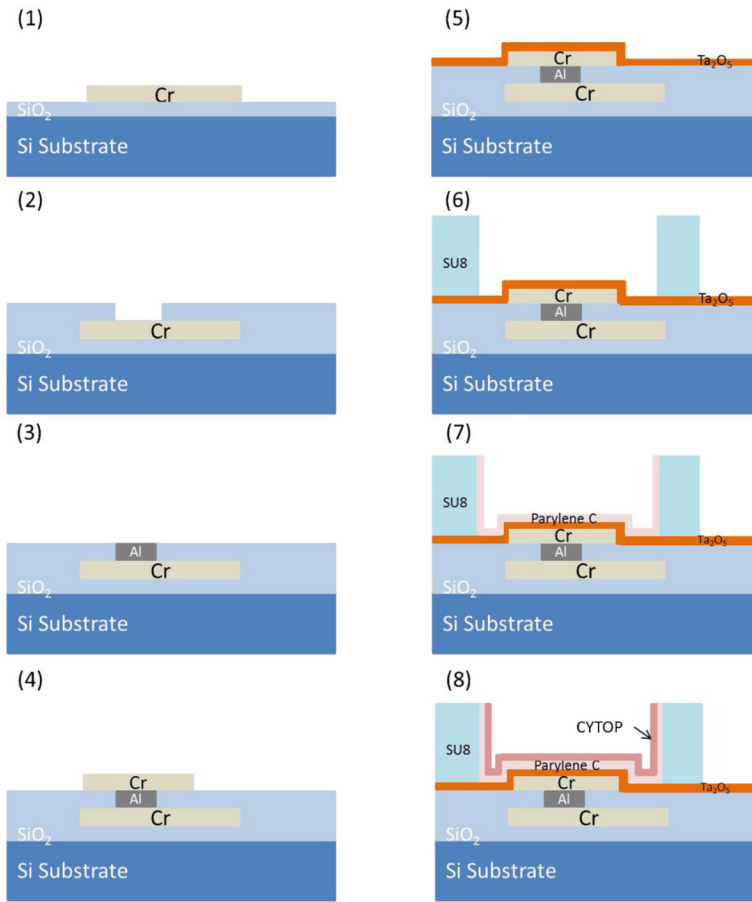 (1)
Cr
SiO₂
Si Substrate
(2)
Cr
SiO₂
Si Substrate
(3)
Al
Cr
SiO₂
Si Substrate
(4)
Cr
Al
Cr
SiO₂
Si Substrate
(5)
Cr
Ta₂O₅
Al
Cr
SiO₂
Si Substrate
(6)
SU8
Cr
Ta₂O₅
Al
Cr
SiO₂
Si Substrate
(7)
SU8
Parylene C
Cr
Ta₂O₅
Al
Cr
SiO₂
Si Substrate
(8)
CYTOP
SU8
Parylene C
Cr
Ta₂O₅
Al
Cr
SiO₂
Si Substrate